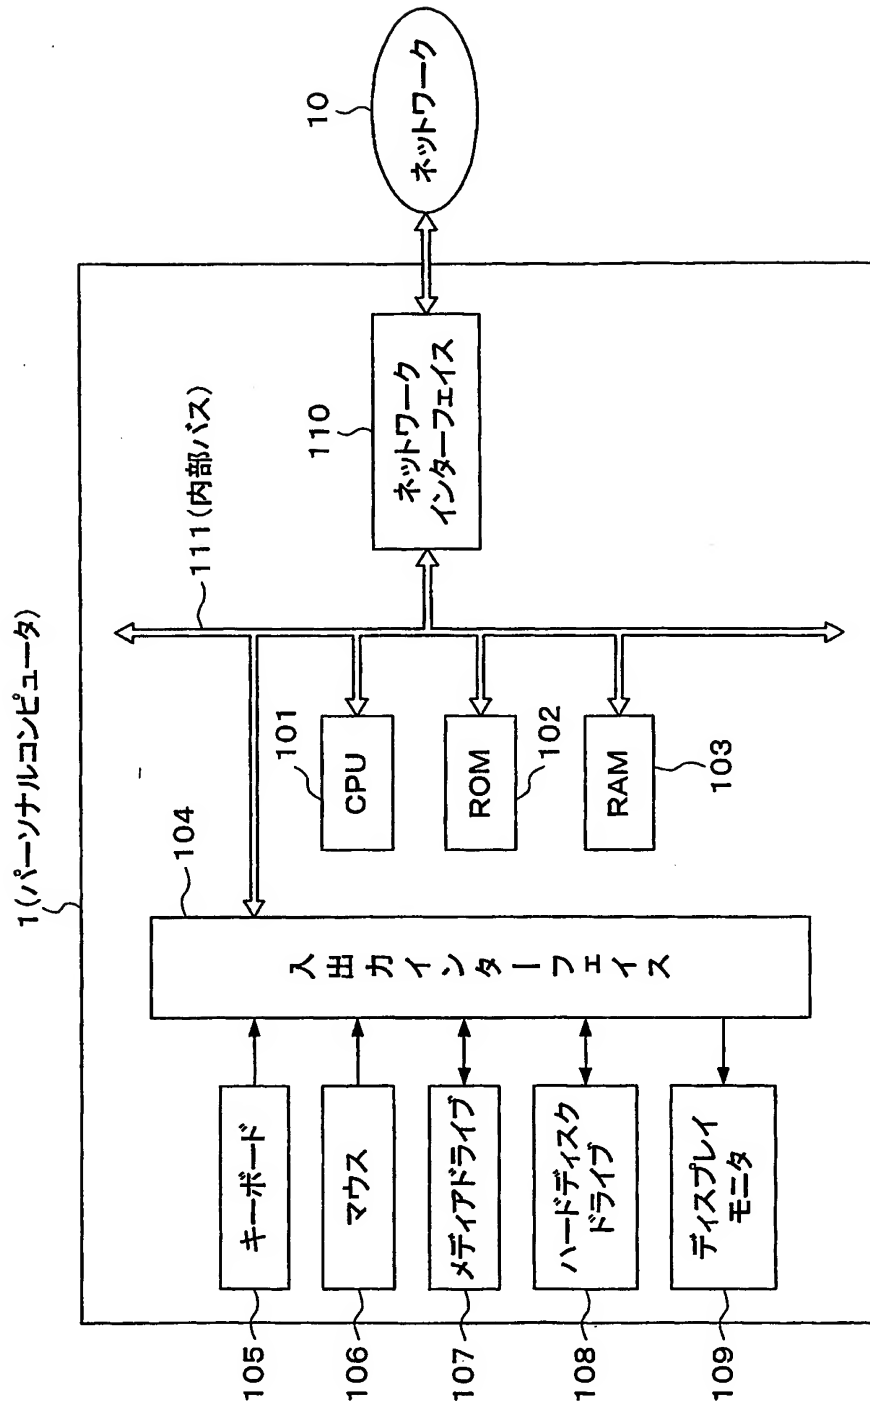 1(パーソナルコンピュータ)
105
キーボード
106
マウス
107
メディアドライブ
108
ハードディスク
ドライブ
109
ディスプレイ
モニタ
104
入出力インターフェイス
101
CPU
ROM
102
RAM
103
111(内部バス)
110
ネットワーク
インターフェイス
10
ネットワーク